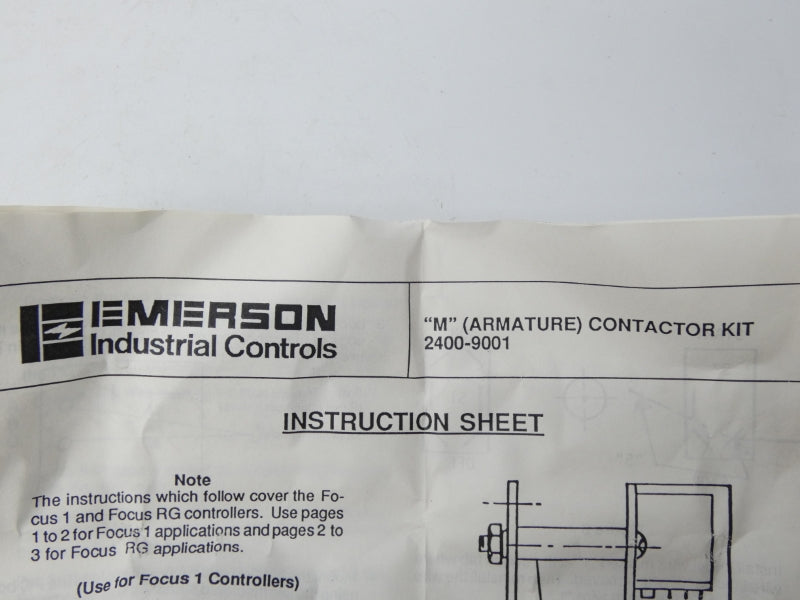 EMERSON
Industrial Controls
“M” (ARMATURE) CONTACTOR KIT
2400-9001
INSTRUCTION SHEET
Note
The instructions which follow cover the Fo-
cus 1 and Focus RG controllers. Use pages
1 to 2 for Focus 1 applications and pages 2 to
3 for Focus RG applications.
(Use for Focus 1 Controllers)